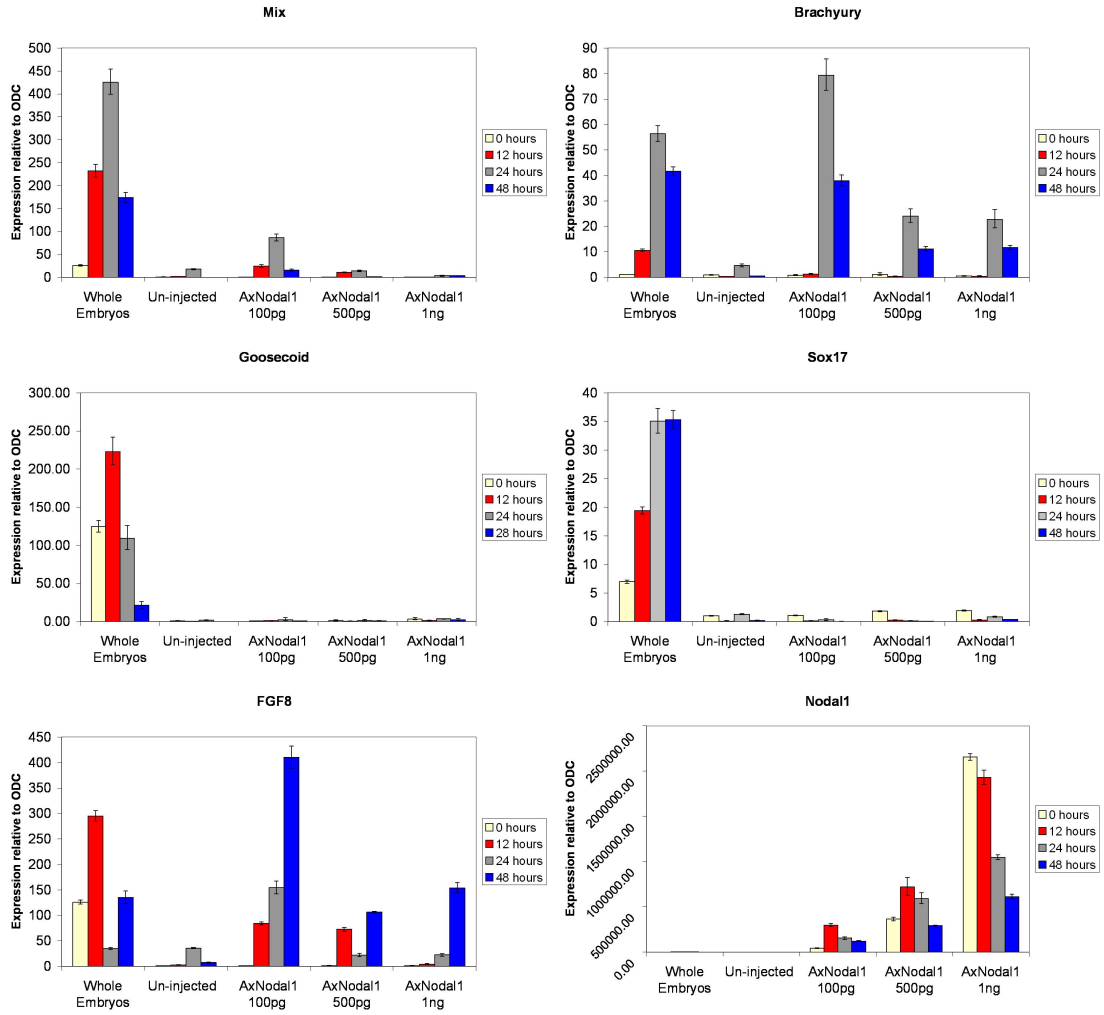 Mix
Expression relative to ODC
500
450
400
350
300
250
200
150
100
50
0
Whole Embryos
Un-injected
AxNodal1 100pg
AxNodal1 500pg
AxNodal1 1ng
0 hours
12 hours
24 hours
48 hours
Brachyury
Expression relative to ODC
90
80
70
60
50
40
30
20
10
0
Whole Embryos
Un-injected
AxNodal1 100pg
AxNodal1 500pg
AxNodal1 1ng
0 hours
12 hours
24 hours
48 hours
Goosecoid
Expression relative to ODC
300.00
250.00
200.00
150.00
100.00
50.00
0.00
Whole Embryos
Un-injected
AxNodal1 100pg
AxNodal1 500pg
AxNodal1 1ng
0 hours
12 hours
24 hours
28 hours
Sox17
Expression relative to ODC
40
35
30
25
20
15
10
5
0
Whole Embryos
Un-injected
AxNodal1 100pg
AxNodal1 500pg
AxNodal1 1ng
0 hours
12 hours
24 hours
48 hours
FGF8
Expression relative to ODC
450
400
350
300
250
200
150
100
50
0
Whole Embryos
Un-injected
AxNodal1 100pg
AxNodal1 500pg
AxNodal1 1ng
0 hours
12 hours
24 hours
48 hours
Nodal1
Expression relative to ODC
2500000.00
2000000.00
1500000.00
1000000.00
500000.00
0.00
Whole Embryos
Un-injected
AxNodal1 100pg
AxNodal1 500pg
AxNodal1 1ng
0 hours
12 hours
24 hours
48 hours